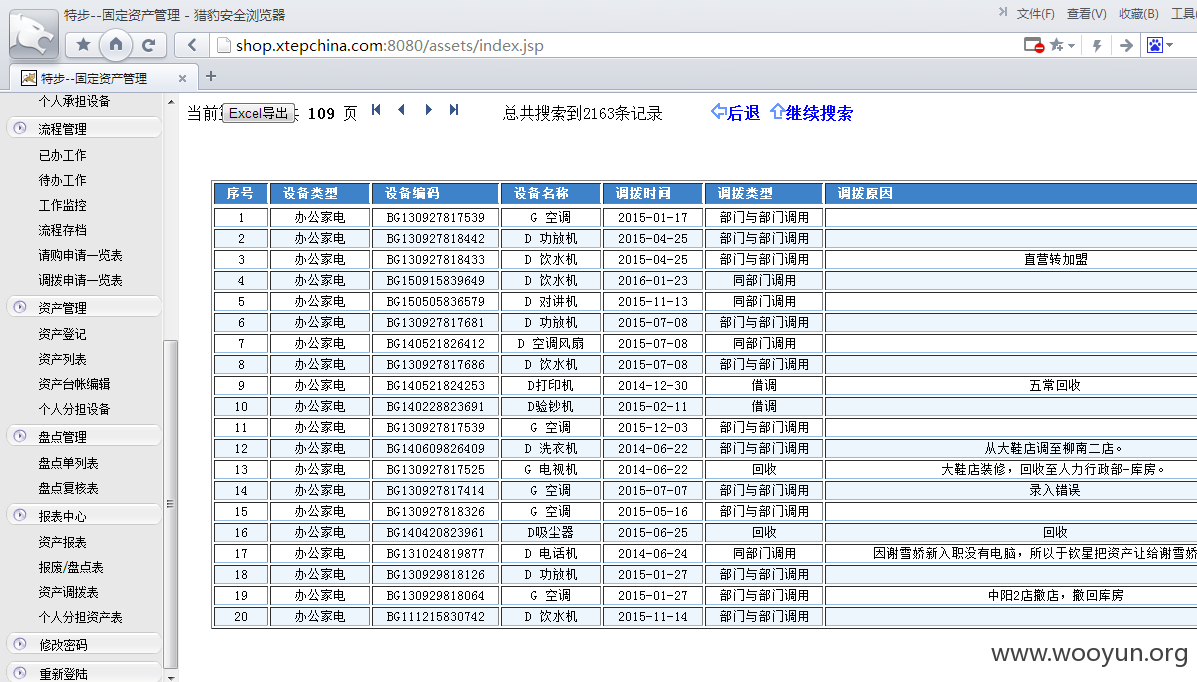 特步--固定资产管理 - 猎豹安全浏览器
文件(F) 查看(V) 收藏(B) 工具
shop.xtepchina.com:8080/assets/index.jsp
特步--固定资产管理
个人承担设备
流程管理
已办工作
待办工作
工作监控
流程存档
请购申请一览表
调拨申请一览表
资产管理
资产登记
资产列表
资产台帐编辑
个人分担设备
盘点管理
盘点单列表
盘点复核表
报表中心
资产报表
报废/盘点表
资产调拨表
个人分担资产表
修改密码
重新登陆
当前 Excel导出 109 页 总共搜索到2163条记录 后退 继续搜索
序号 设备类型 设备编码 设备名称 调拨时间 调拨类型 调拨原因
1 办公家电 BG130927817539 G 空调 2015-01-17 部门与部门调用
2 办公家电 BG130927818442 D 功放机 2015-04-25 部门与部门调用
3 办公家电 BG130927818433 D 饮水机 2015-04-25 部门与部门调用 直营转加盟
4 办公家电 BG150915839649 D 饮水机 2016-01-23 同部门调用
5 办公家电 BG150505836579 D 对讲机 2015-11-13 同部门调用
6 办公家电 BG130927817681 D 功放机 2015-07-08 部门与部门调用
7 办公家电 BG140521826412 D 空调风扇 2015-07-08 同部门调用
8 办公家电 BG130927817686 D 饮水机 2015-07-08 部门与部门调用
9 办公家电 BG140521824253 D打印机 2014-12-30 借调 五常回收
10 办公家电 BG140228823691 D验钞机 2015-02-11 借调
11 办公家电 BG130927817539 G 空调 2015-12-03 部门与部门调用
12 办公家电 BG140609826409 D 洗衣机 2014-06-22 部门与部门调用 从大鞋店调至柳南二店。
13 办公家电 BG130927817525 G 电视机 2014-06-22 回收 大鞋店装修，回收至人力行政部-库房。
14 办公家电 BG130927817414 G 空调 2015-07-07 部门与部门调用 录入错误
15 办公家电 BG130927818326 G 空调 2015-05-16 部门与部门调用
16 办公家电 BG140420823961 D吸尘器 2015-06-25 回收 回收
17 办公家电 BG131024819877 D 电话机 2014-06-24 同部门调用 因谢雪娇新入职没有电脑，所以于钦星把资产让给谢雪娇
18 办公家电 BG130929818126 D 功放机 2015-01-27 部门与部门调用
19 办公家电 BG130929818064 G 空调 2015-01-27 部门与部门调用 中阳2店撤店，撤回库房
20 办公家电 BG111215830742 D 饮水机 2015-11-14 部门与部门调用
www.wooyun.org